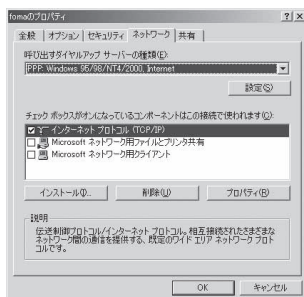 fomaのプロパティ
全般 オプション セキュリティ ネットワーク 共有
呼び出すダイヤルアップ サーバーの種類(E):
PPP: Windows 95/98/NT4/2000, Internet
設定(S)
チェック ボックスがオンになっているコンポーネントはこの接続で使われます(O):
インターネット プロトコル (TCP/IP)
Microsoft ネットワーク用ファイルとプリンタ共有
Microsoft ネットワーク用クライアント
インストール(I)... 削除(U) プロパティ(R)
説明
伝送制御プロトコル/インターネット プロトコル。相互接続されたさまざまな
ネットワーク間の通信を提供する、既定のワイド エリア ネットワーク プロト
コルです。
OK キャンセル